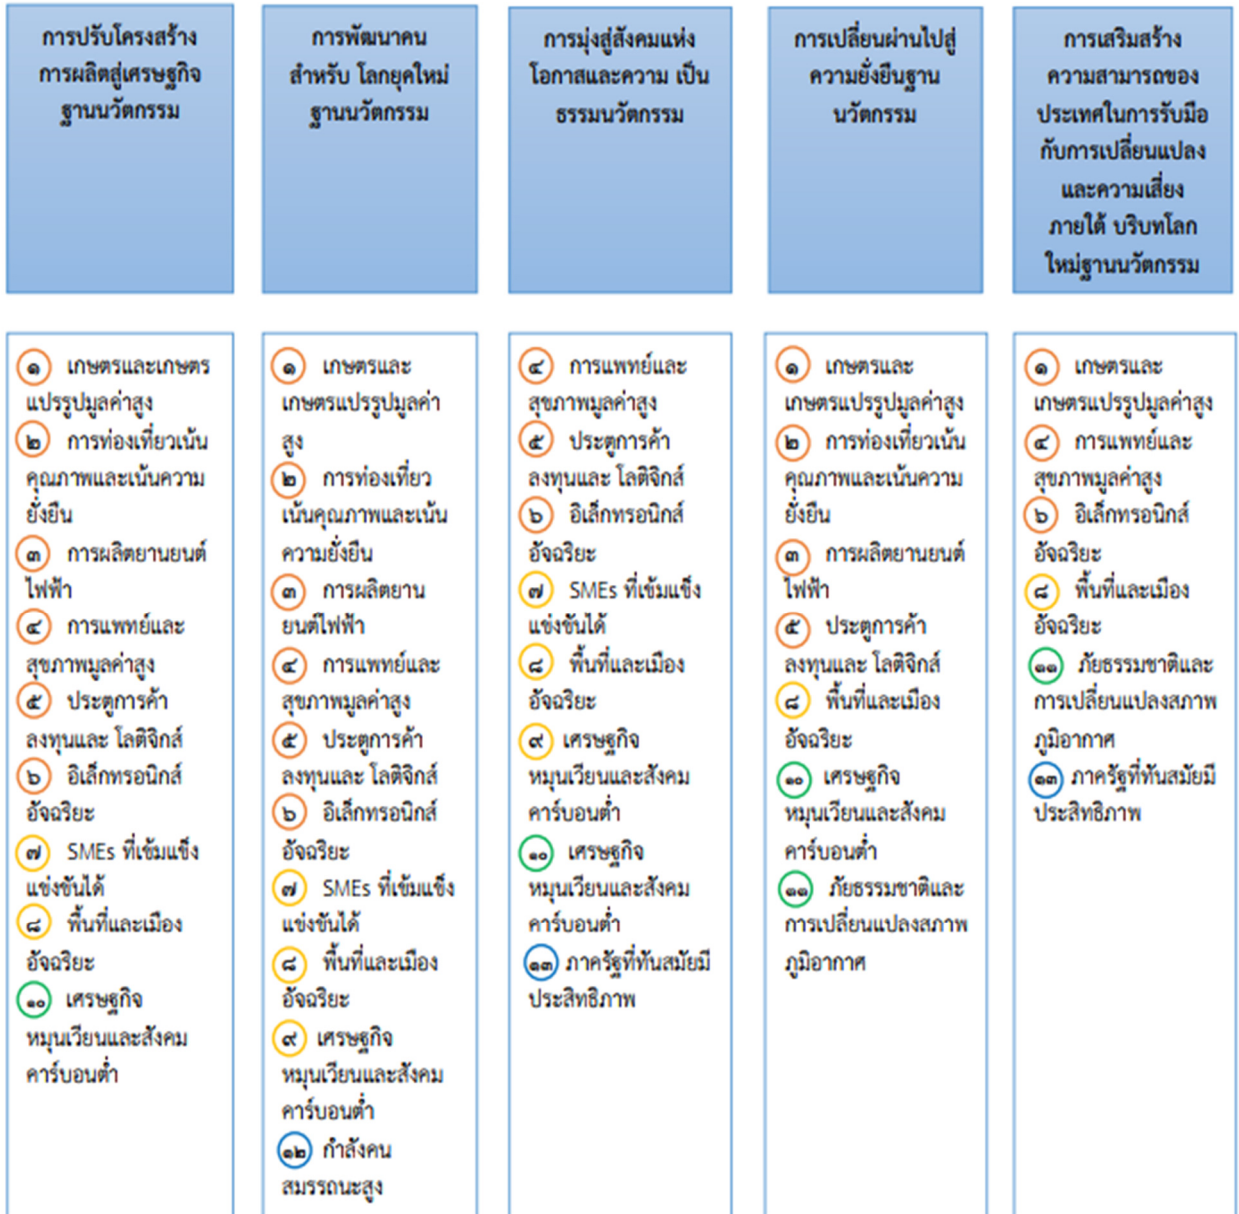 การปรับโครงสร้าง
การผลิตสู่เศรษฐกิจ
ฐานนวัตกรรม
การพัฒนาคน
สำหรับ โลกยุคใหม่
ฐานนวัตกรรม
การมุ่งสู่สังคมแห่ง
โอกาสและความ เป็น
ธรรมนวัตกรรม
การเปลี่ยนผ่านไปสู่
ความยั่งยืนฐาน
นวัตกรรม
การเสริมสร้าง
ความสามารถของ
ประเทศในการรับมือ
กับการเปลี่ยนแปลง
และความเสี่ยง
ภายใต้ บริบทโลก
ใหม่ฐานนวัตกรรม
๑ เกษตรและเกษตร
แปรรูปมูลค่าสูง
๒ การท่องเที่ยวเน้น
คุณภาพและเน้นความ
ยั่งยืน
๓ การผลิตยานยนต์
ไฟฟ้า
๔ การแพทย์และ
สุขภาพมูลค่าสูง
๕ ประตูการค้า
ลงทุนและ โลติจิกส์
๖ อิเล็กทรอนิกส์
อัจฉริยะ
๗ SMEs ที่เข้มแข็ง
แข่งขันได้
๘ พื้นที่และเมือง
อัจฉริยะ
๑๐ เศรษฐกิจ
หมุนเวียนและสังคม
คาร์บอนต่ำ
๑ เกษตรและ
เกษตรแปรรูปมูลค่า
สูง
๒ การท่องเที่ยว
เน้นคุณภาพและเน้น
ความยั่งยืน
๓ การผลิตยาน
ยนต์ไฟฟ้า
๔ การแพทย์และ
สุขภาพมูลค่าสูง
๕ ประตูการค้า
ลงทุนและ โลติจิกส์
๖ อิเล็กทรอนิกส์
อัจฉริยะ
๗ SMEs ที่เข้มแข็ง
แข่งขันได้
๘ พื้นที่และเมือง
อัจฉริยะ
๙ เศรษฐกิจ
หมุนเวียนและสังคม
คาร์บอนต่ำ
๑๒ กำลังคน
สมรรถนะสูง
๔ การแพทย์และ
สุขภาพมูลค่าสูง
๕ ประตูการค้า
ลงทุนและ โลติจิกส์
๖ อิเล็กทรอนิกส์
อัจฉริยะ
๗ SMEs ที่เข้มแข็ง
แข่งขันได้
๘ พื้นที่และเมือง
อัจฉริยะ
๙ เศรษฐกิจ
หมุนเวียนและสังคม
คาร์บอนต่ำ
๑๐ เศรษฐกิจ
หมุนเวียนและสังคม
คาร์บอนต่ำ
๑๓ ภาครัฐที่ทันสมัยมี
ประสิทธิภาพ
๑ เกษตรและ
เกษตรแปรรูปมูลค่าสูง
๒ การท่องเที่ยวเน้น
คุณภาพและเน้นความ
ยั่งยืน
๓ การผลิตยานยนต์
ไฟฟ้า
๕ ประตูการค้า
ลงทุนและ โลติจิกส์
๘ พื้นที่และเมือง
อัจฉริยะ
๑๐ เศรษฐกิจ
หมุนเวียนและสังคม
คาร์บอนต่ำ
๑๑ ภัยธรรมชาติและ
การเปลี่ยนแปลงสภาพ
ภูมิอากาศ
๑ เกษตรและ
เกษตรแปรรูปมูลค่าสูง
๔ การแพทย์และ
สุขภาพมูลค่าสูง
๖ อิเล็กทรอนิกส์
อัจฉริยะ
๘ พื้นที่และเมือง
อัจฉริยะ
๑๑ ภัยธรรมชาติและ
การเปลี่ยนแปลงสภาพ
ภูมิอากาศ
๑๓ ภาครัฐที่ทันสมัยมี
ประสิทธิภาพ